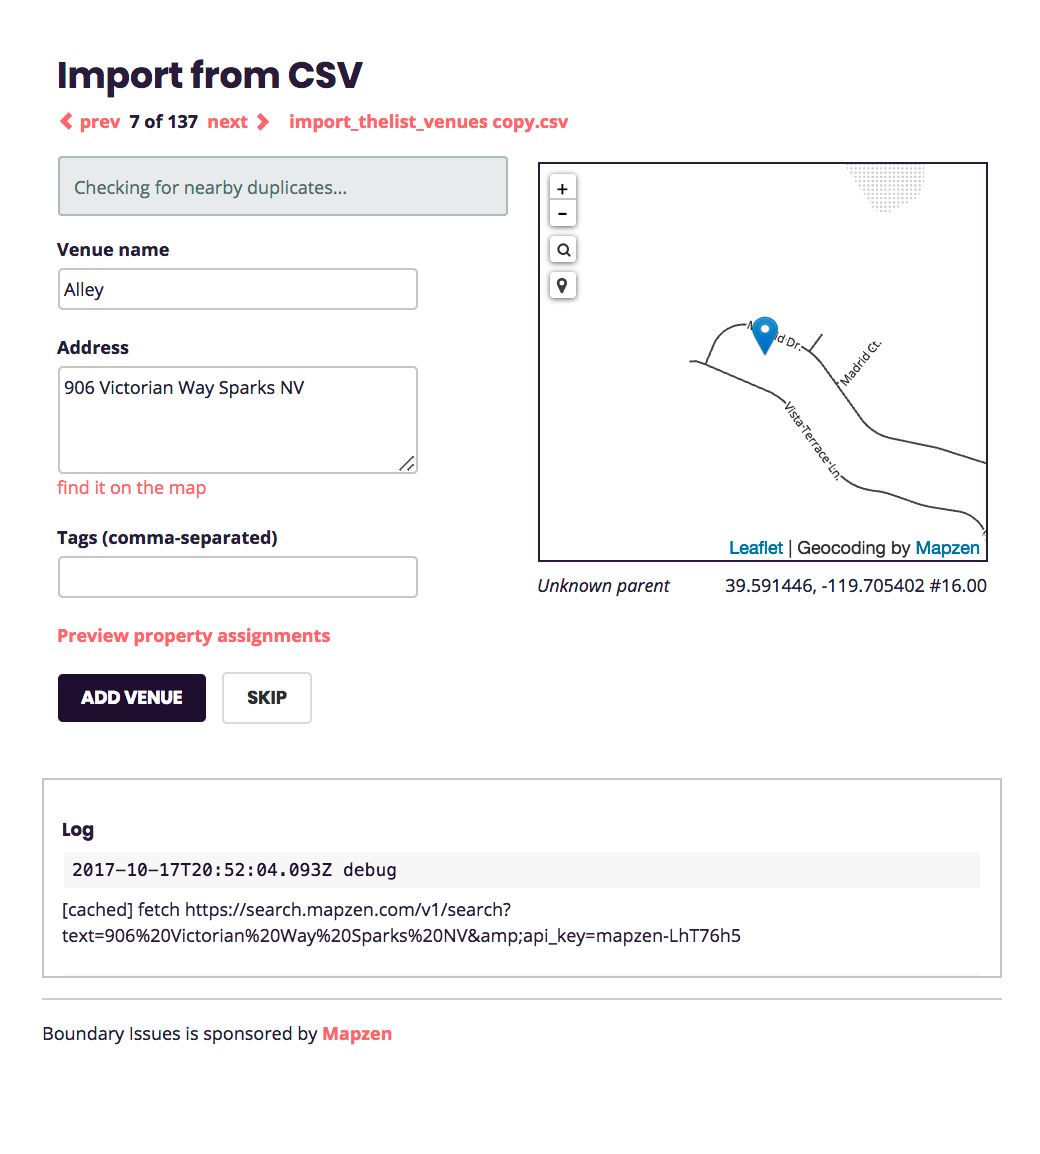 Import from CSV
prev 7 of 137 next import_thelist_venues copy.csv
Checking for nearby duplicates...
Venue name
Alley
Address
906 Victorian Way Sparks NV
find it on the map
Tags (comma-separated)
Preview property assignments
ADD VENUE SKIP
+
-
Dr.
Madrid Ct.
Vista Terrace Ln.
Leaflet | Geocoding by Mapzen
Unknown parent 39.591446, -119.705402 #16.00
Log
2017-10-17T20:52:04.093Z debug
[cached] fetch https://search.mapzen.com/v1/search?
text=906%20Victorian%20Way%20Sparks%20NV&amp;api_key=mapzen-LhT76h5
Boundary Issues is sponsored by Mapzen